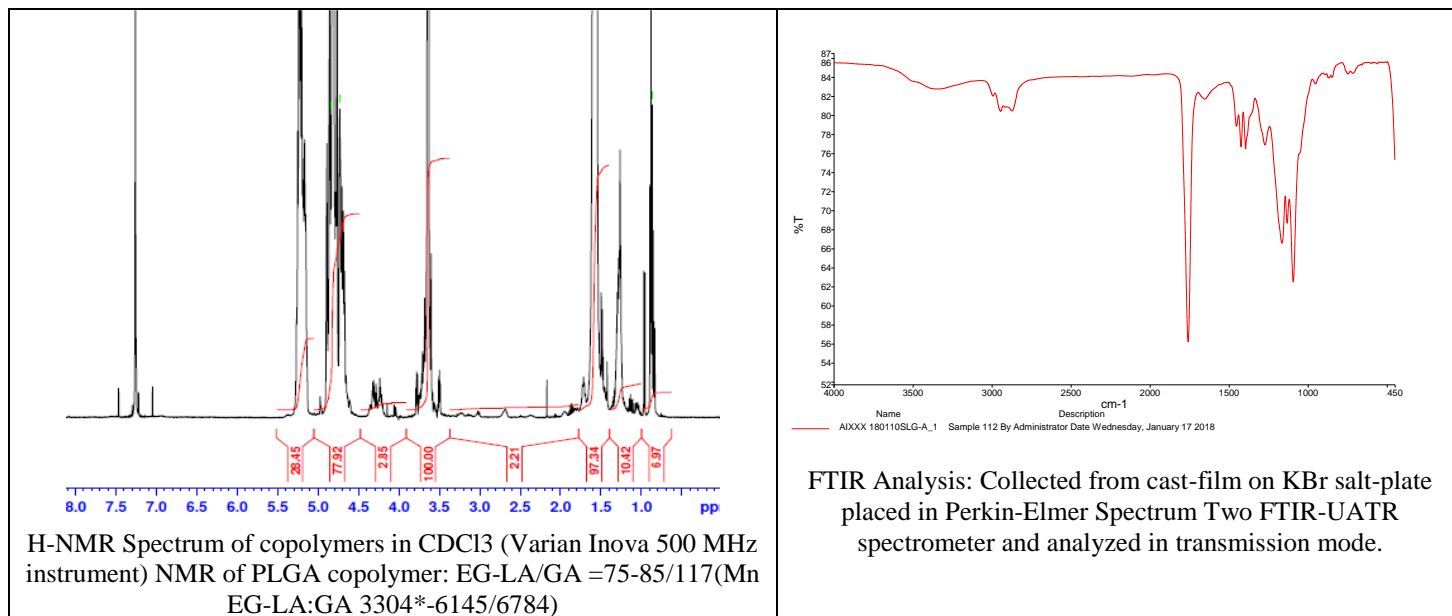 28.45
77.92
2.85
100.00
2.21
97.34
10.42
6.97
8.0 7.5 7.0 6.5 6.0 5.5 5.0 4.5 4.0 3.5 3.0 2.5 2.0 1.5 1.0 pp
H-NMR Spectrum of copolymers in CDCl3 (Varian Inova 500 MHz
instrument) NMR of PLGA copolymer: EG-LA/GA =75-85/117(Mn
EG-LA:GA 3304*-6145/6784)
87
86
84
82
80
78
76
74
72
70
68
66
64
62
60
58
56
54
52
%T
4000 3500 3000 2500 2000 1500 1000 450
cm-1
Name Description
AIXXX 180110SLG-A_1 Sample 112 By Administrator Date Wednesday, January 17 2018
FTIR Analysis: Collected from cast-film on KBr salt-plate
placed in Perkin-Elmer Spectrum Two FTIR-UATR
spectrometer and analyzed in transmission mode.